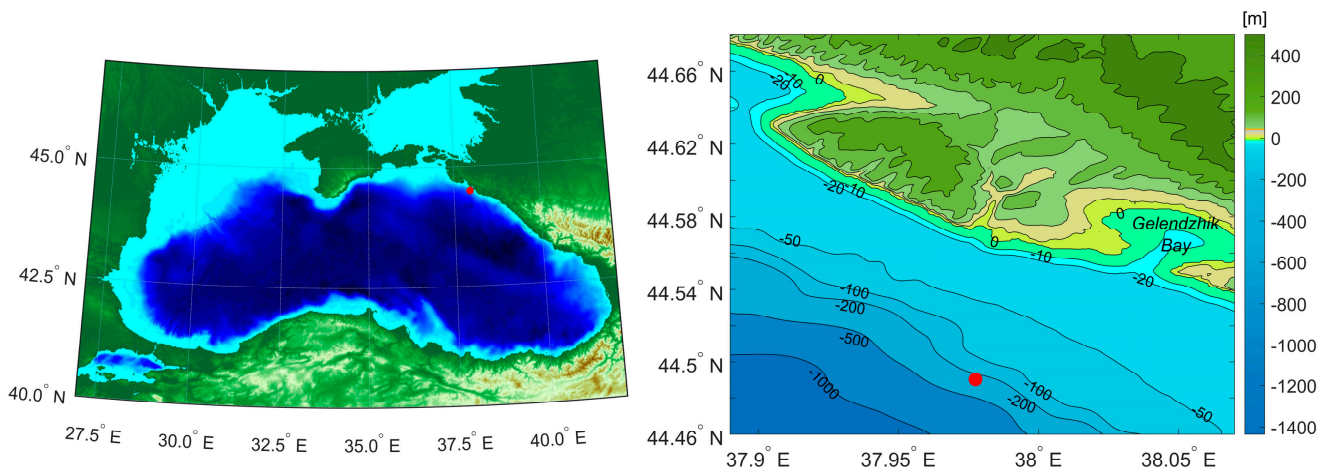 45.0° N
42.5° N
40.0° N
27.5° E
30.0° E
32.5° E
35.0° E
37.5° E
40.0° E
[m]
44.66° N
44.62° N
44.58° N
44.54° N
44.5° N
44.46° N
37.9° E
37.95° E
38° E
38.05° E
-20
-10
0
-20
-10
0
-10
0
-20
Gelendzhik
Bay
-50
-100
-200
-500
-1000
-100
-200
-50
400
200
0
-200
-400
-600
-800
-1000
-1200
-1400